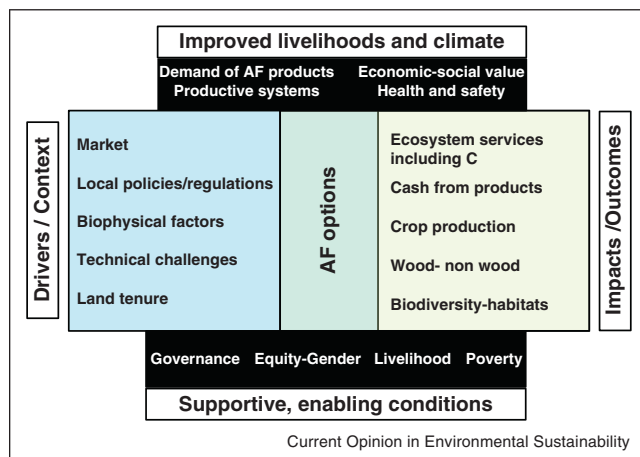 Improved livelihoods and climate
Demand of AF products
Productive systems
Economic-social value
Health and safety
Drivers / Context
Market
Local policies/regulations
Biophysical factors
Technical challenges
Land tenure
AF options
Ecosystem services
including C
Cash from products
Crop production
Wood- non wood
Biodiversity-habitats
Impacts /Outcomes
Governance Equity-Gender Livelihood Poverty
Supportive, enabling conditions
Current Opinion in Environmental Sustainability